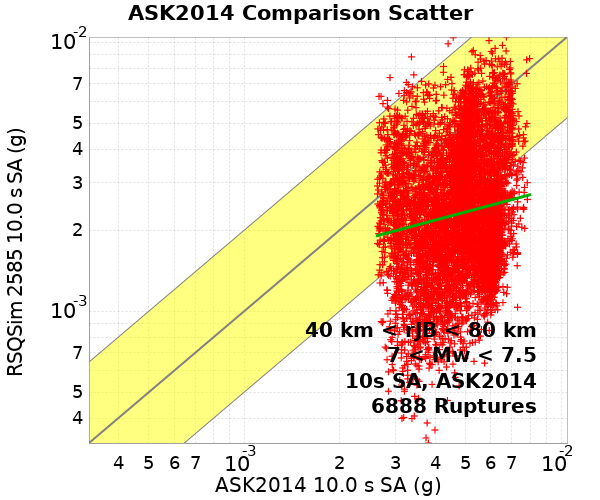 ASK2014 Comparison Scatter
RSQSim 2585 10.0 s SA (g)
10-2
7
5
4
3
2
10-3
7
5
4
40 km < rJB < 80 km
7 < Mw < 7.5
10s SA, ASK2014
6888 Ruptures
4 5 6 7 10-3 2 3 4 5 6 7 10-2
ASK2014 10.0 s SA (g)